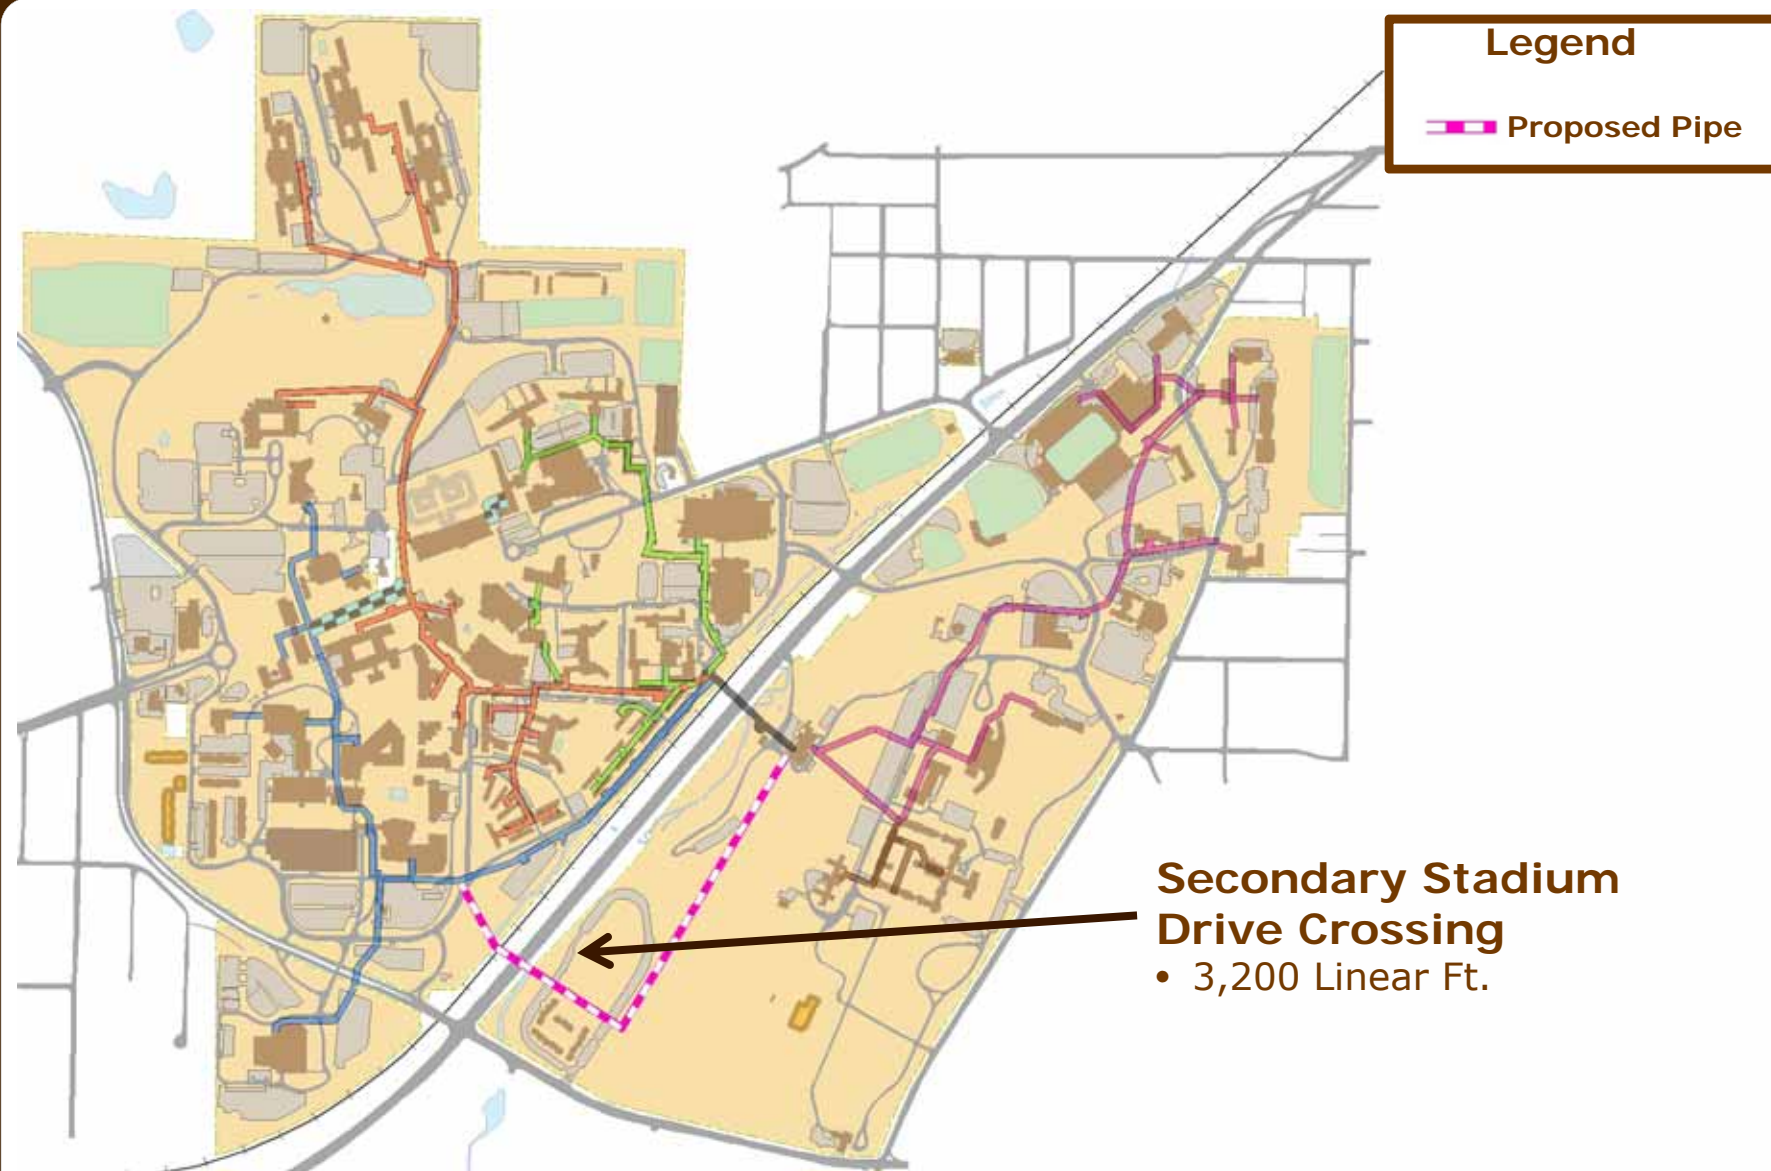 Legend
Proposed Pipe
Secondary Stadium
Drive Crossing
• 3,200 Linear Ft.